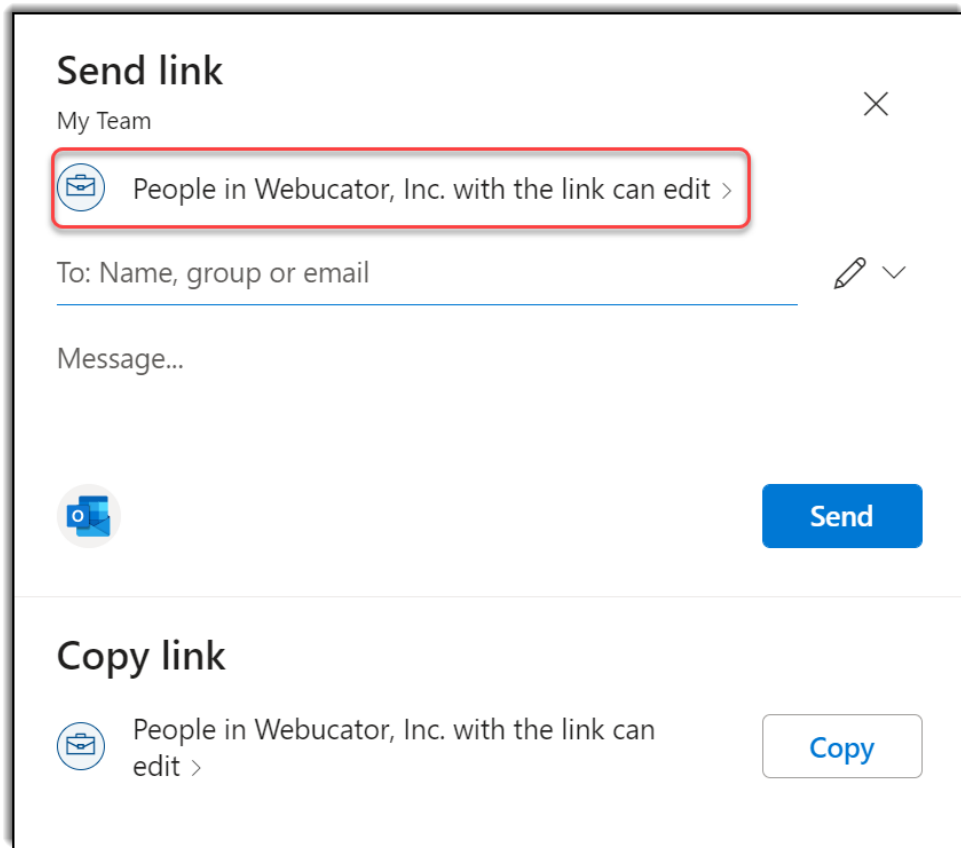 Send link
My Team
People in Webucator, Inc. with the link can edit >
To: Name, group or email
Message...
O
Send
Copy link
People in Webucator, Inc. with the link can
edit >
Copy